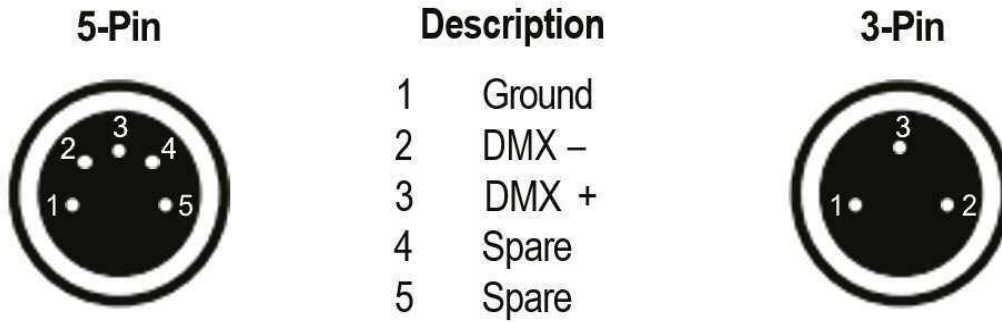 5-Pin Description 3-Pin
1 Ground
2 DMX –
3 DMX +
4 Spare
5 Spare
3
2 4
1 5
3
1 2